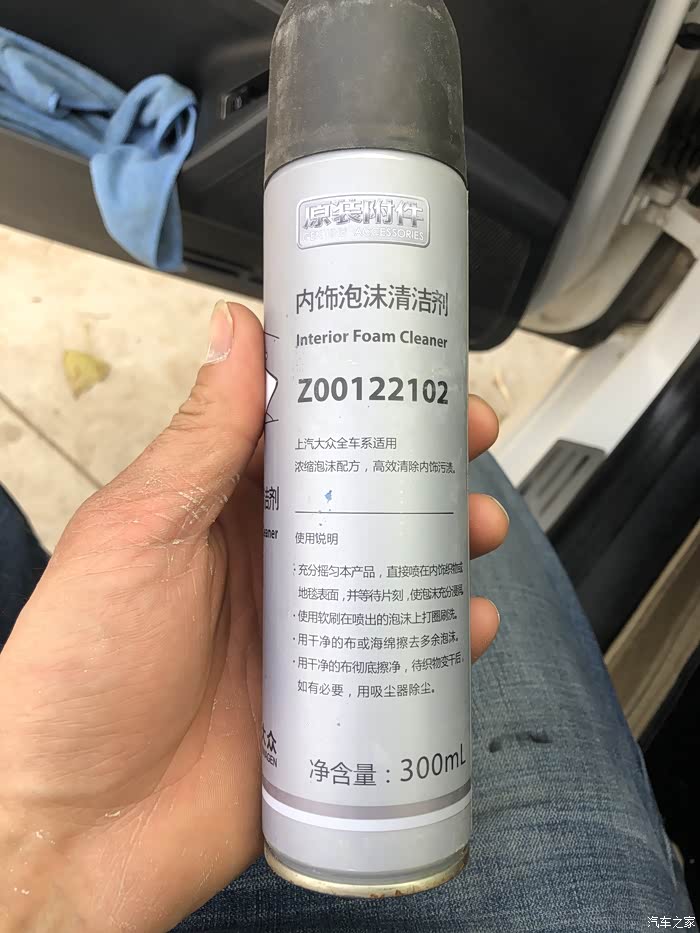 原装附件
GENUINE ACCESSORIES
内饰泡沫清洁剂
Interior Foam Cleaner
Z00122102
上汽大众全车系适用
浓缩泡沫配方，高效清除内饰污渍。
洁剂
eaner
使用说明
·充分摇匀本产品，直接喷在内饰织物或
地毯表面，并等待片刻，使泡沫充分浸润。
·使用软刷在喷出的泡沫上打圈刷洗。
·用干净的布或海绵擦去多余泡沫。
·用干净的布彻底擦净，待织物变干后，
如有必要，用吸尘器除尘。
大众
净含量：300mL
汽车之家